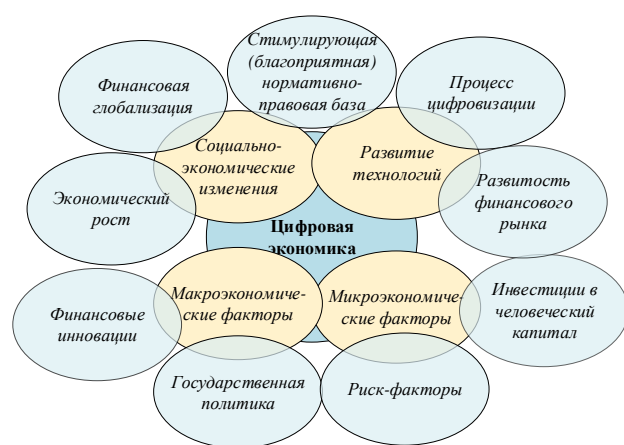 Стимулирующая
(благоприятная)
нормативно-
правовая база
Финансовая
глобализация
Процесс
цифровизации
Социально-
экономические
изменения
Развитие
технологий
Экономический
рост
Развитость
финансового
рынка
Цифровая
экономика
Макроэкономиче-
ские факторы
Микроэкономиче-
ские факторы
Финансовые
инновации
Инвестиции в
человеческий
капитал
Государственная
политика
Риск-факторы